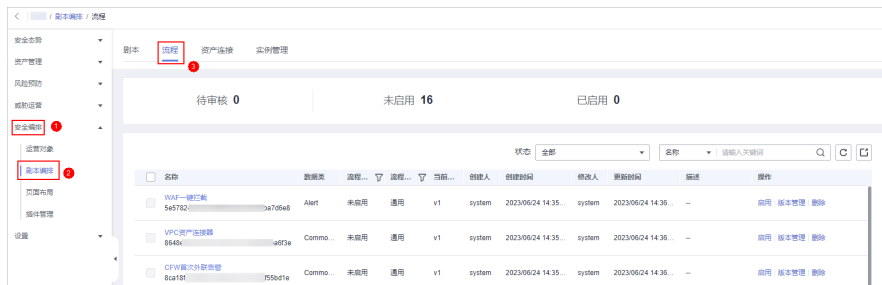 / 剧本编排 / 流程
安全态势
资产管理
风险预防
威胁运营
安全编排 1
运营对象
剧本编排 2
页面布局
插件管理
设置
剧本 流程 资产连接 实例管理
3
待审核 0 未启用 16 已启用 0
状态 全部 名称 请输入关键词
名称 数据类 流程... 流程... 当前... 创建人 创建时间 修改人 更新时间 描述 操作
WAF一键拦截
5e5782 ba7d6e8 Alert 未启用 通用 v1 system 2023/06/24 14:35... system 2023/06/24 14:36... -- 启用 版本管理 删除
VPC资产连接器
8648 a6f3e Commo... 未启用 通用 v1 system 2023/06/24 14:35... system 2023/06/24 14:36... -- 启用 版本管理 删除
CFW首次外联告警
8ca18f f55bd1e Commo... 未启用 通用 v1 system 2023/06/24 14:35... system 2023/06/24 14:36... -- 启用 版本管理 删除